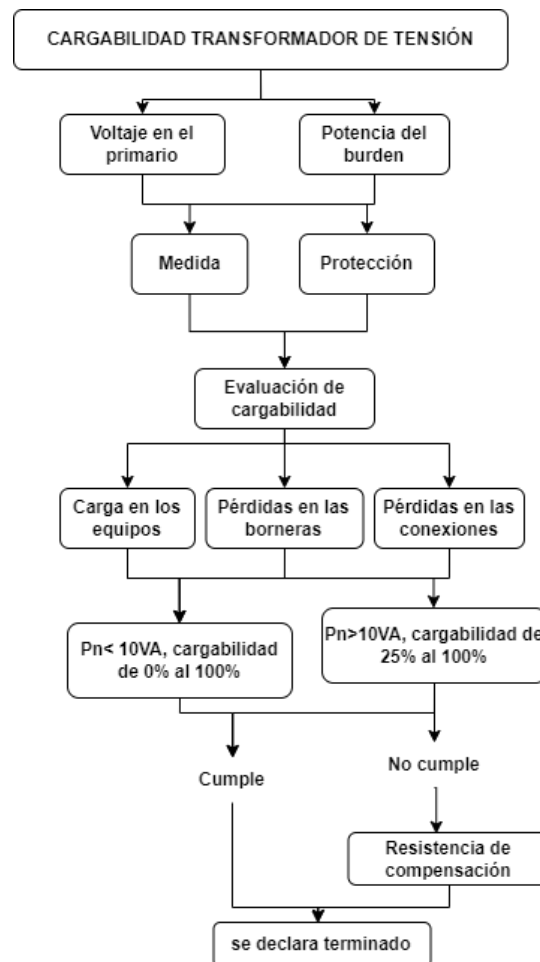 CARGABILIDAD TRANSFORMADOR DE TENSIÓN
Voltaje en el
primario
Potencia del
burden
Medida
Protección
Evaluación de
cargabilidad
Carga en los
equipos
Pérdidas en las
borneras
Pérdidas en las
conexiones
Pn< 10VA, cargabilidad
de 0% al 100%
Pn>10VA, cargabilidad de
25% al 100%
Cumple
No cumple
Resistencia de
compensación
se declara terminado